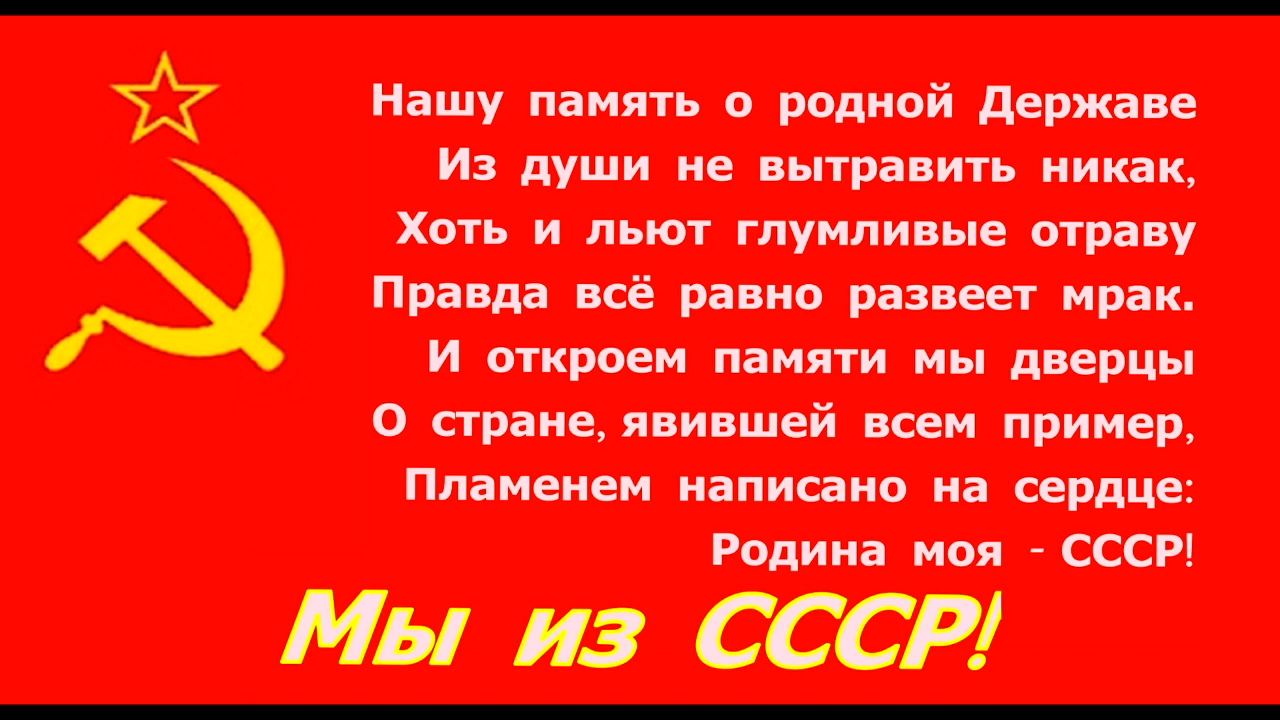 Нашу память о родной Державе
Из души не вытравить никак,
Хоть и льют глумливые отраву
Правда всё равно развеет мрак.
И откроем памяти мы дверцы
О стране, явившей всем пример,
Пламенем написано на сердце:
Родина моя - СССР!
Мы из СССР!